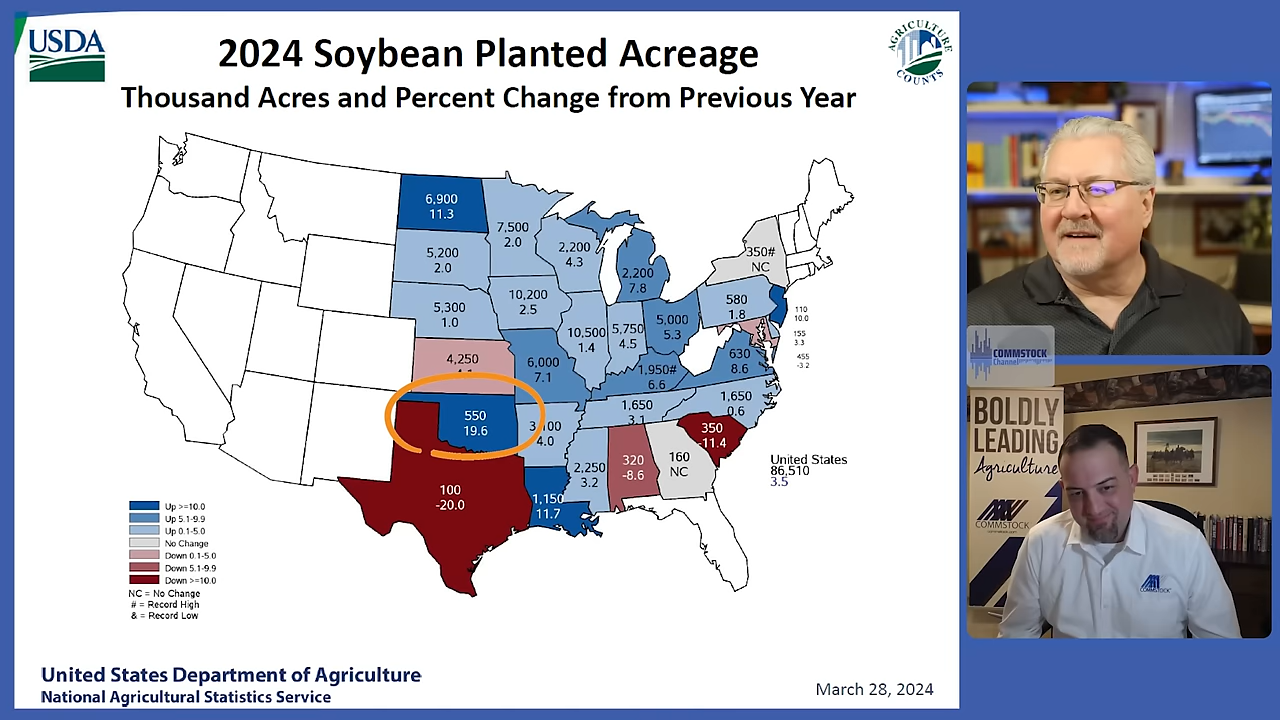 USDA
2024 Soybean Planted Acreage
Thousand Acres and Percent Change from Previous Year
AGRICULTURE
COUNTS
6,900
11.3
7,500
2.0
5,200
2.0
2,200
4.3
2,200
7.8
350#
NC
5,300
1.0
10,200
2.5
580
1.8
110
10.0
10,500
1.4
5,750
4.5
5,000
5.3
155
3.3
455
-3.2
4,250
6,000
7.1
1,950#
6.6
630
8.6
550
19.6
3,100
4.0
1,650
3.1
1,650
0.6
350
-11.4
100
-20.0
1,150
11.7
2,250
3.2
320
-8.6
160
NC
United States
86,510
3.5
Up >=10.0
Up 5.1-9.9
Up 0.1-5.0
No Change
Down 0.1-5.0
Down 5.1-9.9
Down >=10.0
NC = No Change
# = Record High
& = Record Low
United States Department of Agriculture
National Agricultural Statistics Service
March 28, 2024
COMMSTOCK
Channel
BOLDLY
LEADING
Agriculture
COMMSTOCK
COMMSTOCK